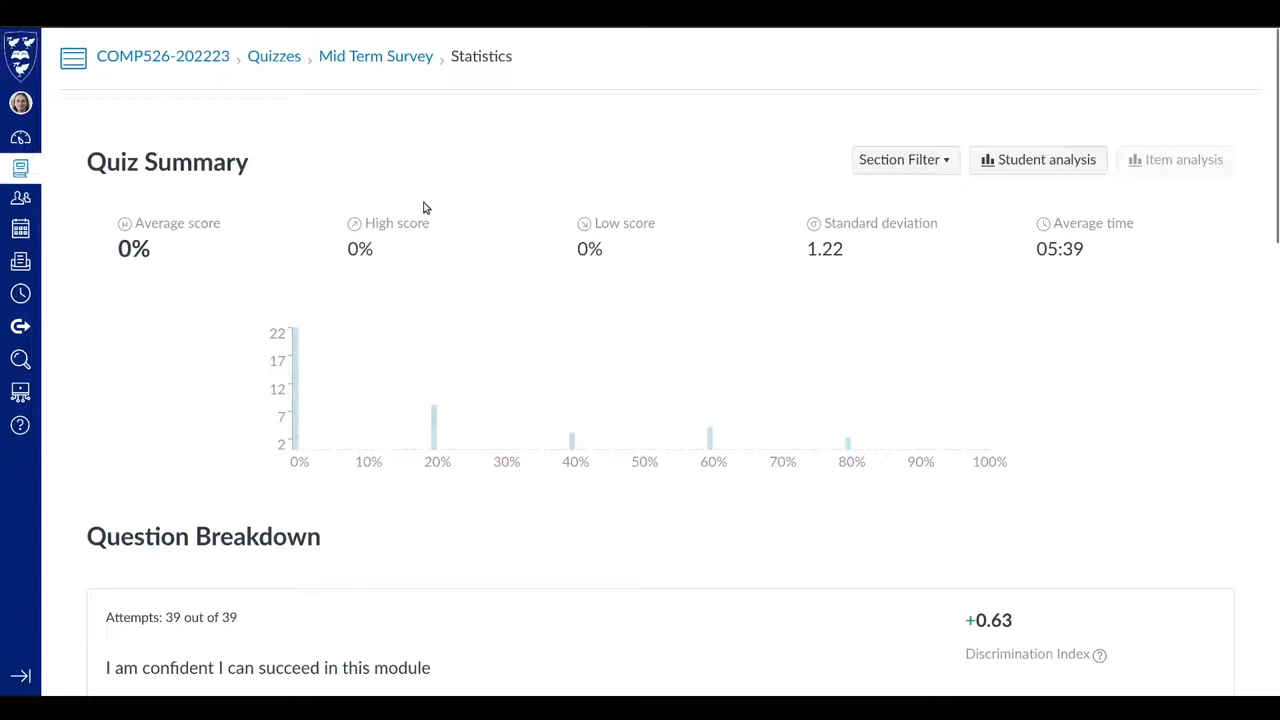 COMP526-202223 › Quizzes › Mid Term Survey › Statistics
Quiz Summary
Section Filter ▾
Student analysis
Item analysis
Average score
0%
High score
0%
Low score
0%
Standard deviation
1.22
Average time
05:39
22
17
12
7
2
0% 10% 20% 30% 40% 50% 60% 70% 80% 90% 100%
Question Breakdown
Attempts: 39 out of 39
+0.63
Discrimination Index ?
I am confident I can succeed in this module